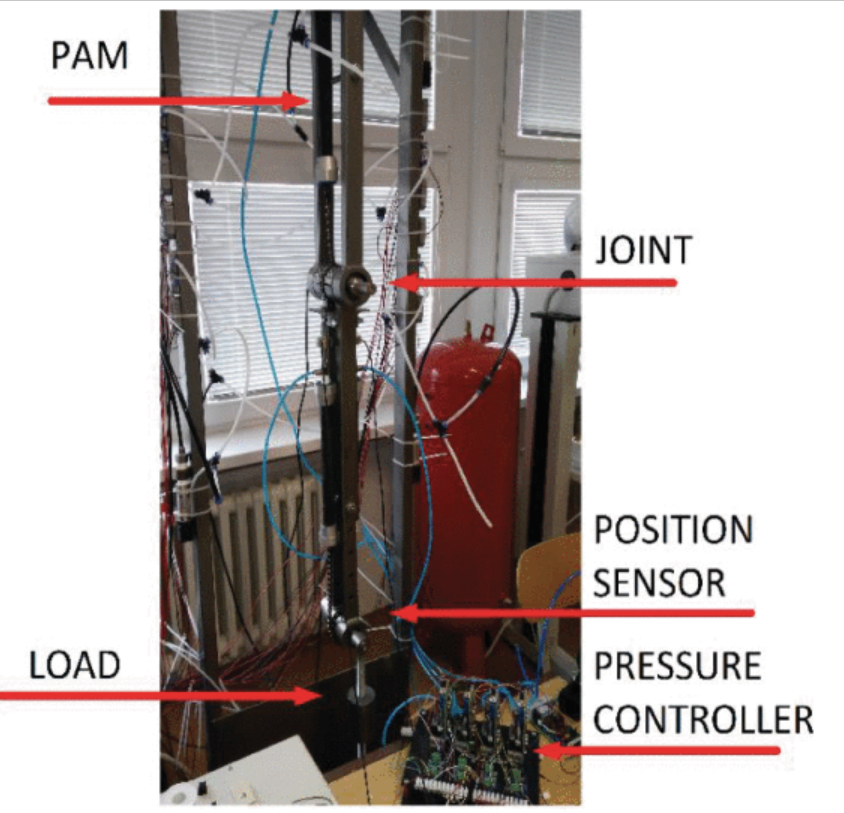 PAM
JOINT
POSITION
SENSOR
LOAD
PRESSURE
CONTROLLER